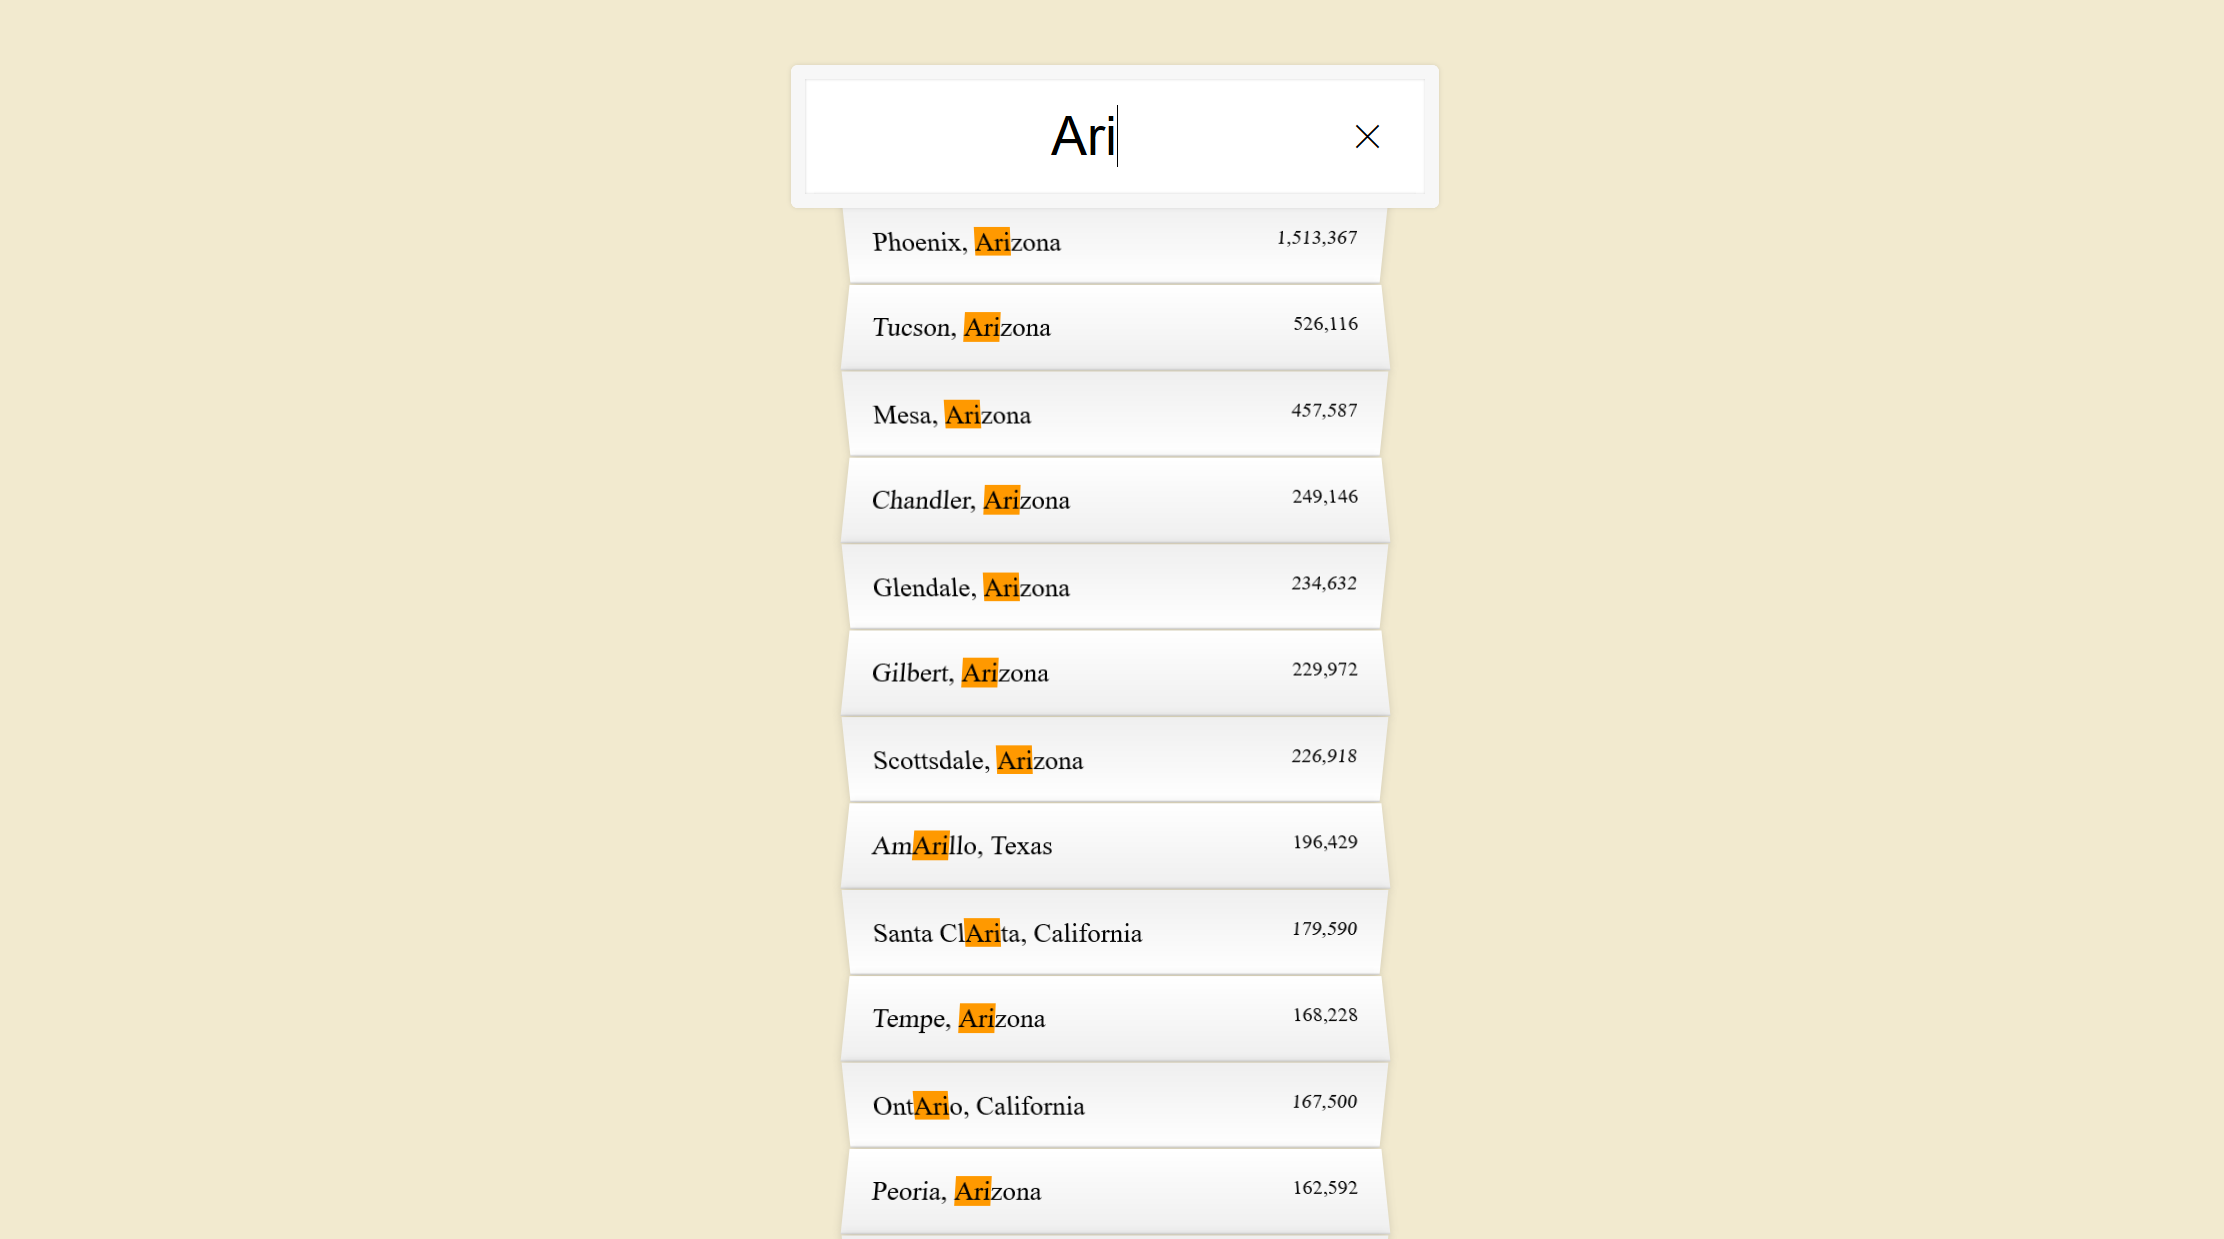 Ari
Phoenix, Arizona 1,513,367
Tucson, Arizona 526,116
Mesa, Arizona 457,587
Chandler, Arizona 249,146
Glendale, Arizona 234,632
Gilbert, Arizona 229,972
Scottsdale, Arizona 226,918
AmArillo, Texas 196,429
Santa ClArita, California 179,590
Tempe, Arizona 168,228
OntArio, California 167,500
Peoria, Arizona 162,592